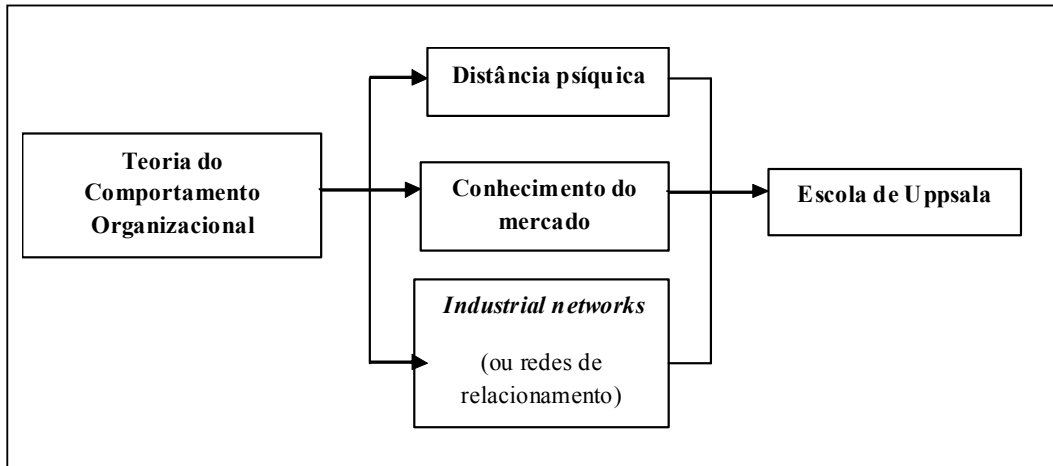 Teoria do
Comportamento
Organizacional
Distância psíquica
Conhecimento do
mercado
Industrial networks
(ou redes de
relacionamento)
Escola de Uppsala